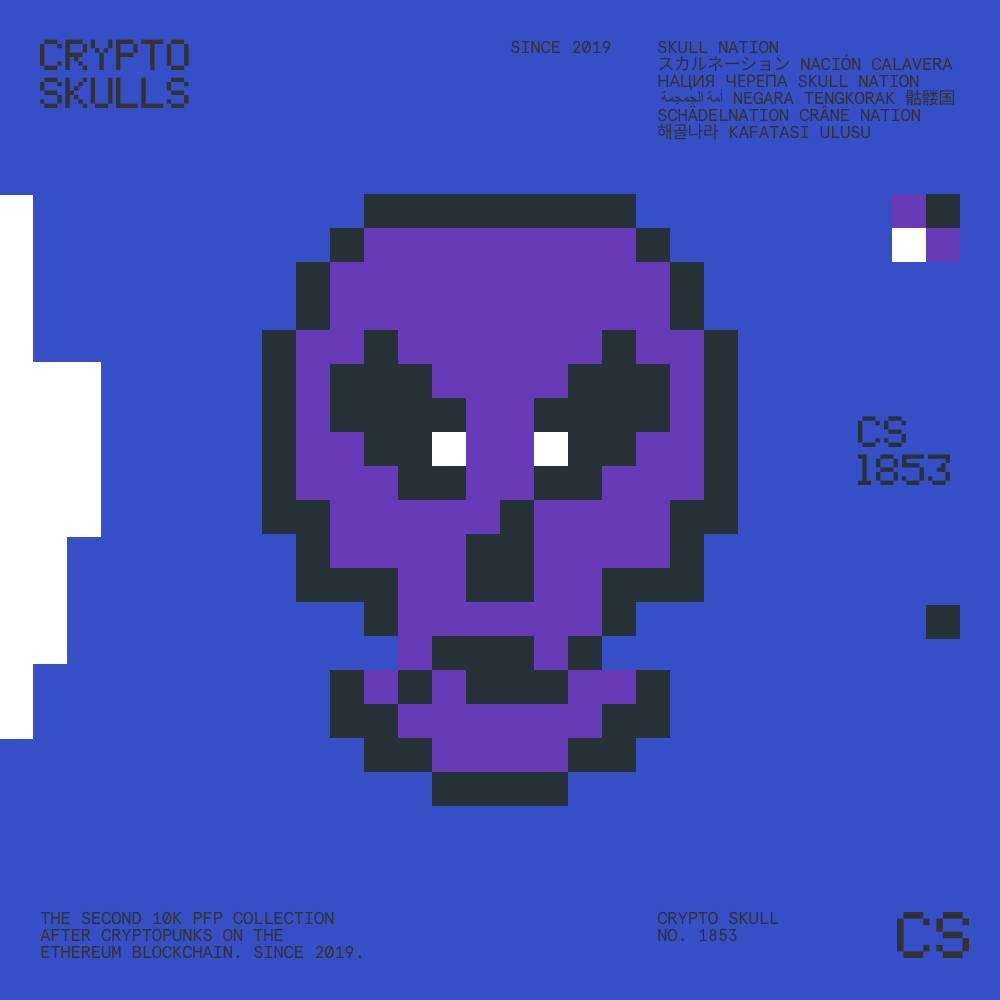 CRYPTO
SKULLS
SINCE 2019
SKULL NATION
スカルネーション NACIÓN CALAVERA
НАЦИЯ ЧЕРЕПА SKULL NATION
أمة الجمجمة NEGARA TENGKORAK 骷髅国
SCHÄDELNATION CRÂNE NATION
해골나라 KAFATASI ULUSU
CS
1853
THE SECOND 10K PFP COLLECTION
AFTER CRYPTOPUNKS ON THE
ETHEREUM BLOCKCHAIN. SINCE 2019.
CRYPTO SKULL
NO. 1853
CS